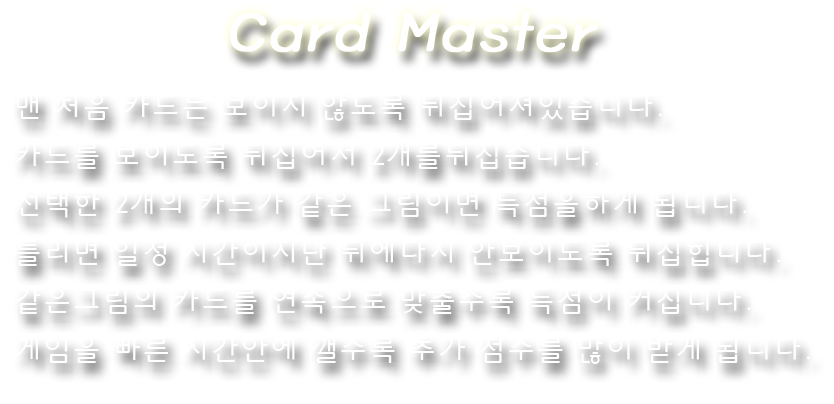 Card Master
맨 처음 카드는 보이지 않도록 뒤집어져있습니다.
카드를 보이도록 뒤집어서 2개를뒤집습니다.
선택한 2개의 카드가 같은 그림이면 득점을하게 됩니다.
틀리면 일정 시간이지난 뒤에다시 안보이도록 뒤집힙니다.
같은그림의 카드를 연속으로 맞출수록 득점이 커집니다.
게임을 빠른 시간안에 깰수록 추가 점수를 많이 받게 됩니다.